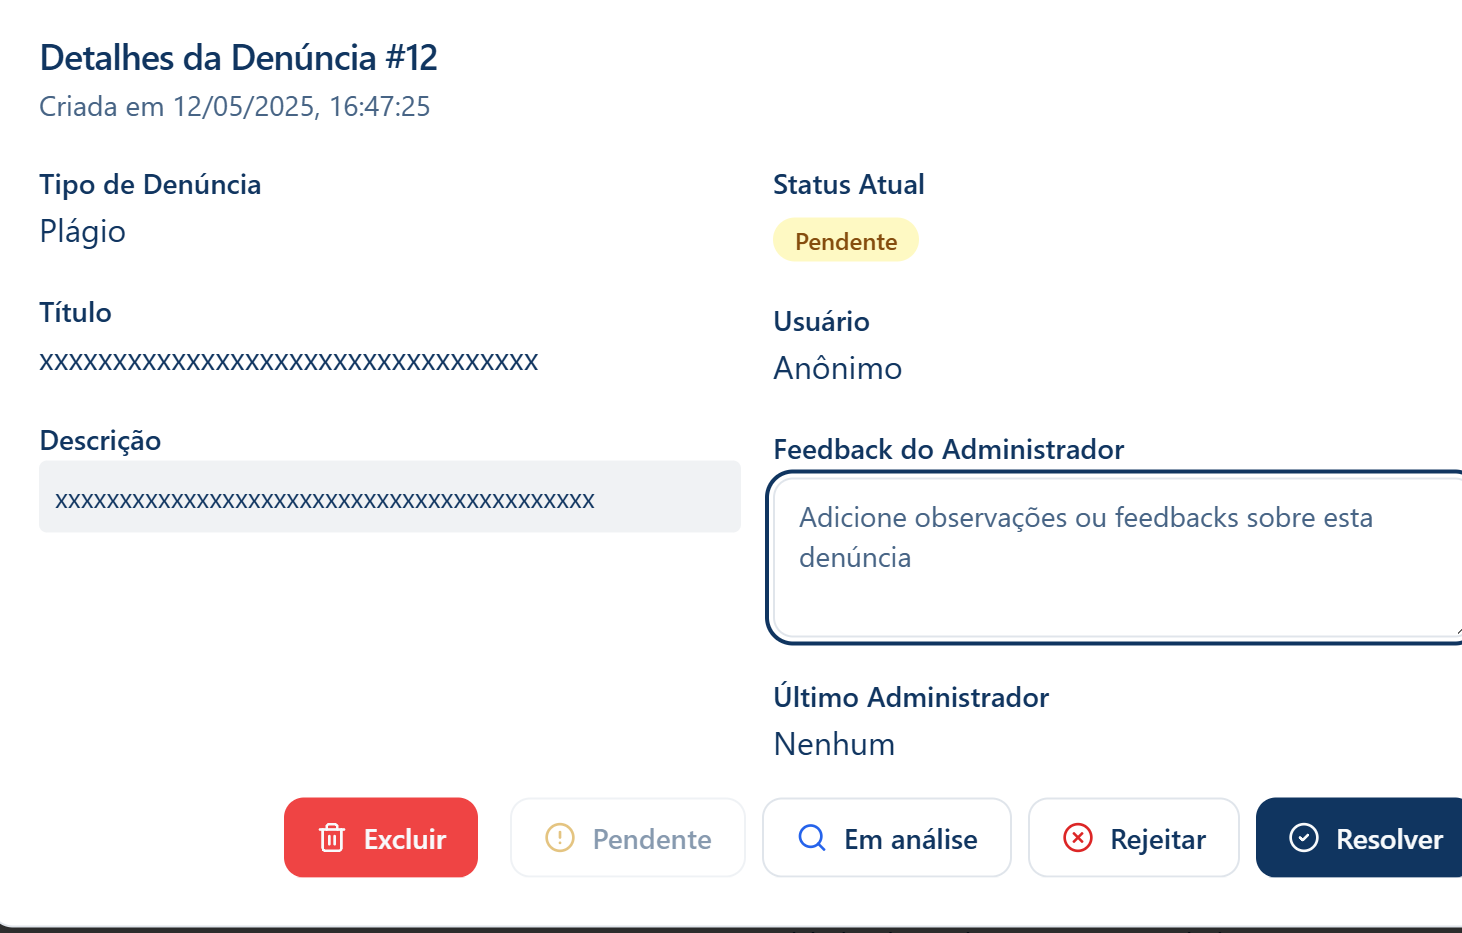 Detalhes da Denúncia #12
Criada em 12/05/2025, 16:47:25
Tipo de Denúncia
Plágio
Título
xxxxxxxxxxxxxxxxxxxxxxxxxxxxxxxxxx
Descrição
xxxxxxxxxxxxxxxxxxxxxxxxxxxxxxxxxxxxxxxxxx
Status Atual
Pendente
Usuário
Anônimo
Feedback do Administrador
Adicione observações ou feedbacks sobre esta
denúncia
Último Administrador
Nenhum
Excluir
Pendente
Em análise
Rejeitar
Resolver